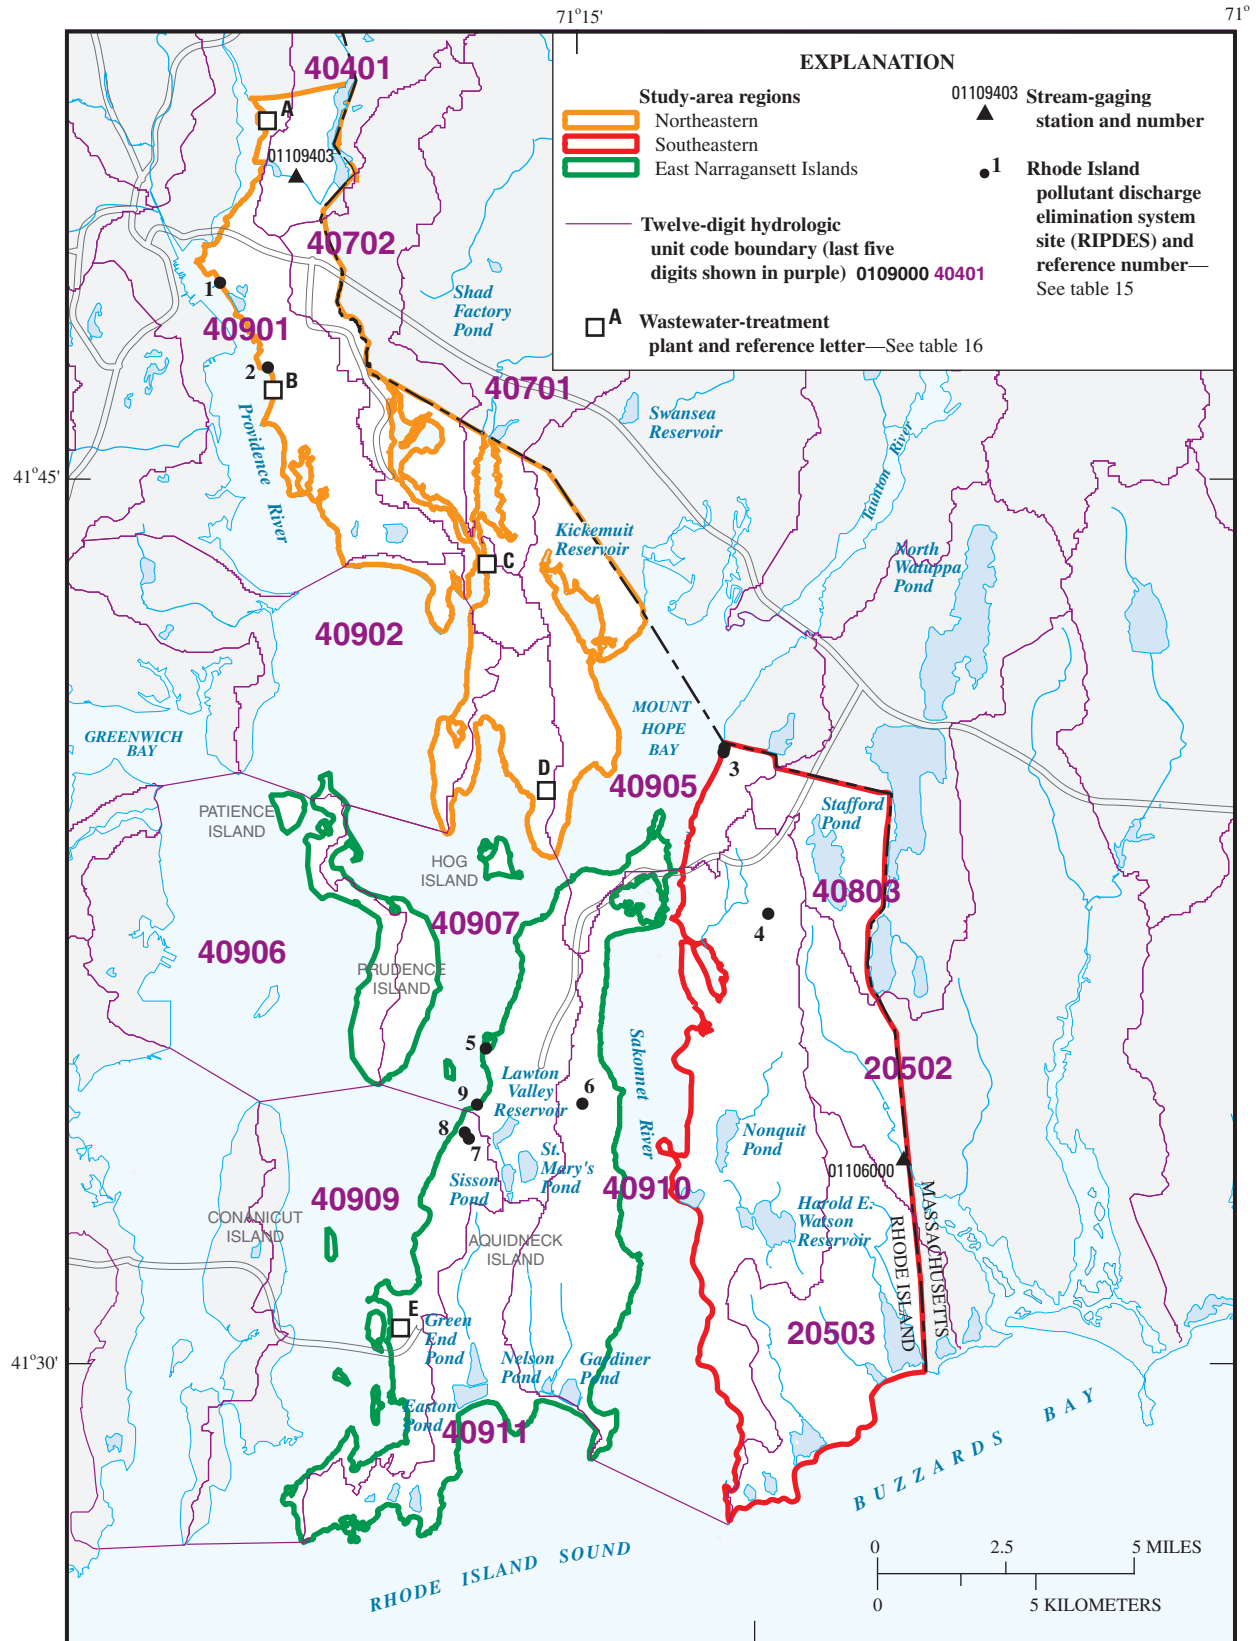 71°15'
71°
EXPLANATION
Study-area regions
Northeastern
Southeastern
East Narragansett Islands
Twelve-digit hydrologic
unit code boundary (last five
digits shown in purple) 0109000 40401
A Wastewater-treatment
plant and reference letter—See table 16
01109403 Stream-gaging
station and number
1 Rhode Island
pollutant discharge
elimination system
site (RIPDES) and
reference number—
See table 15
40401
A
01109403
40702
Shad
Factory
Pond
1
40901
2
B
40701
Swansea
Reservoir
Providence
River
Taunton River
41°45'
Kickemuit
Reservoir
North
Watuppa
Pond
C
40902
MOUNT
HOPE
BAY
GREENWICH
BAY
3
D
40905
PATIENCE
ISLAND
Stafford
Pond
HOG
ISLAND
40803
40907
4
40906
PRUDENCE
ISLAND
Sakonnet
River
5
Lawton
Valley
Reservoir
20502
9
6
8
7
Nonquit
Pond
St.
Mary's
Pond
01106000
Sisson
Pond
40910
40909
MASSACHUSETTS
RHODE ISLAND
Harold E.
Watson
Reservoir
CONANICUT
ISLAND
AQUIDNECK
ISLAND
E
Green
End
Pond
20503
Nelson
Pond
Gardiner
Pond
41°30'
Easton
Pond
40911
BUZZARDS BAY
RHODE ISLAND SOUND
0 2.5 5 MILES
0 5 KILOMETERS